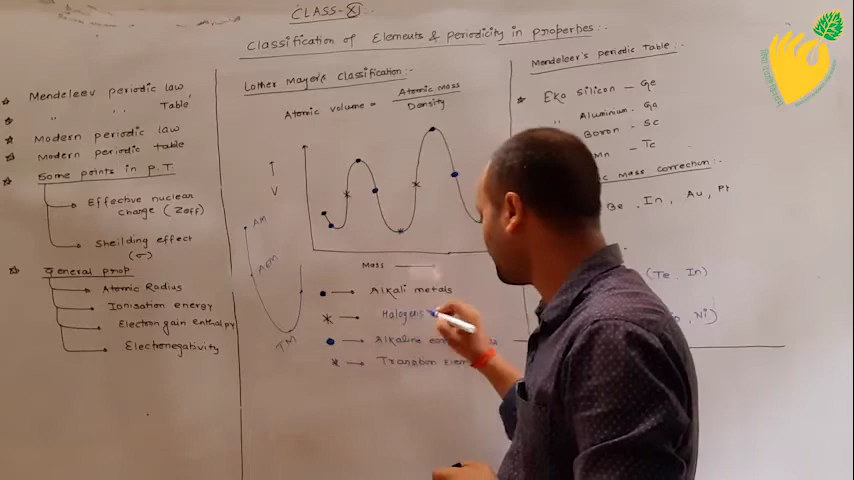 CLASS-XI
Classification of Elements & periodicity in properties:-
Mendeleev periodic law
" " Table
Modern periodic law
Modern periodic table
Some points in P.T
Effective nuclear
charge (Zeff)
Sheilding effect
(σ)
General prop
Atomic Radius
Ionisation energy
Electron gain Enthalpy
Electronegativity
Lother Mayer's Classification:-
Atomic volume = Atomic mass
Density
V
Mass
AM
AEM
TM
Alkali metals
Halogens
Alkaline
Transition
Mendeleev's periodic Table:-
Eka Silicon - Ge
" Aluminium - Ga
Boron - Sc
Mn - Tc
Mass correction:-
Be, In, Au, Pt
(Te, In)
, Ni)